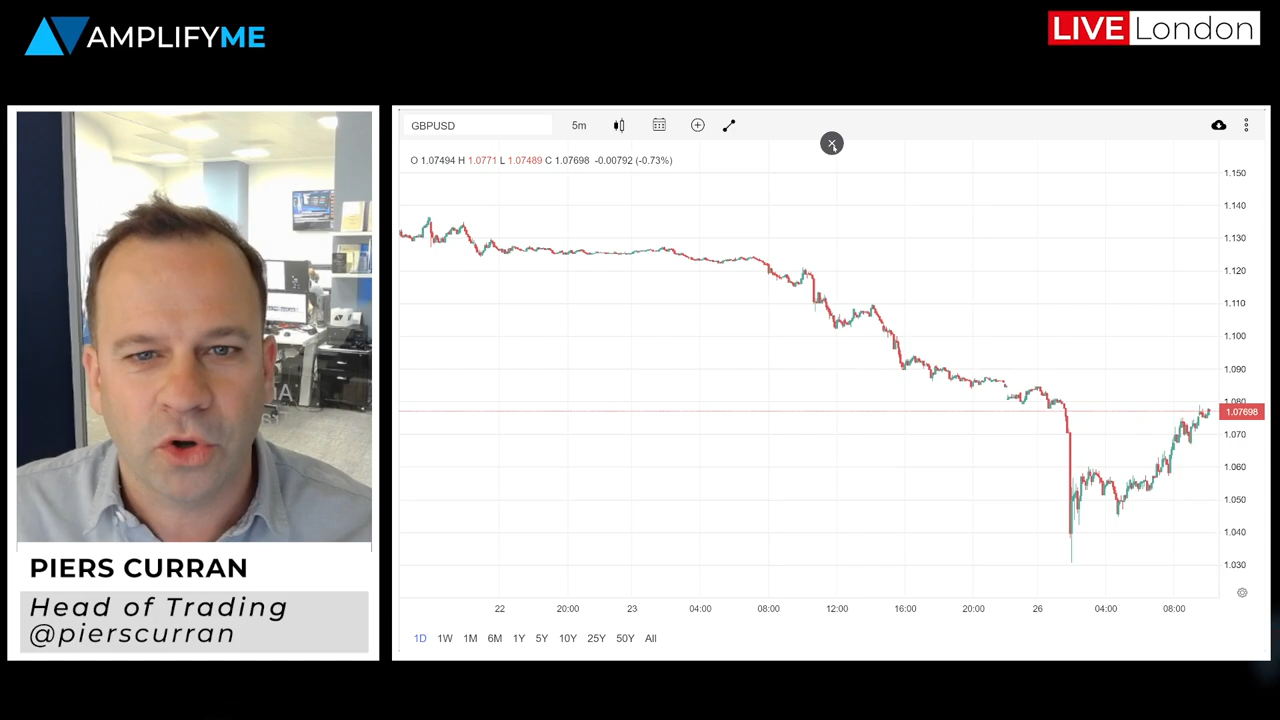 AMPLIFYME
LIVE London
GBPUSD
5m
O 1.07494 H 1.0771 L 1.07489 C 1.07698 -0.00792 (-0.73%)
1.150
1.140
1.130
1.120
1.110
1.100
1.090
1.080
1.07698
1.070
1.060
1.050
1.040
1.030
22
20:00
23
04:00
08:00
12:00
16:00
20:00
26
04:00
08:00
1D 1W 1M 6M 1Y 5Y 10Y 25Y 50Y All
PIERS CURRAN
Head of Trading
@pierscurran